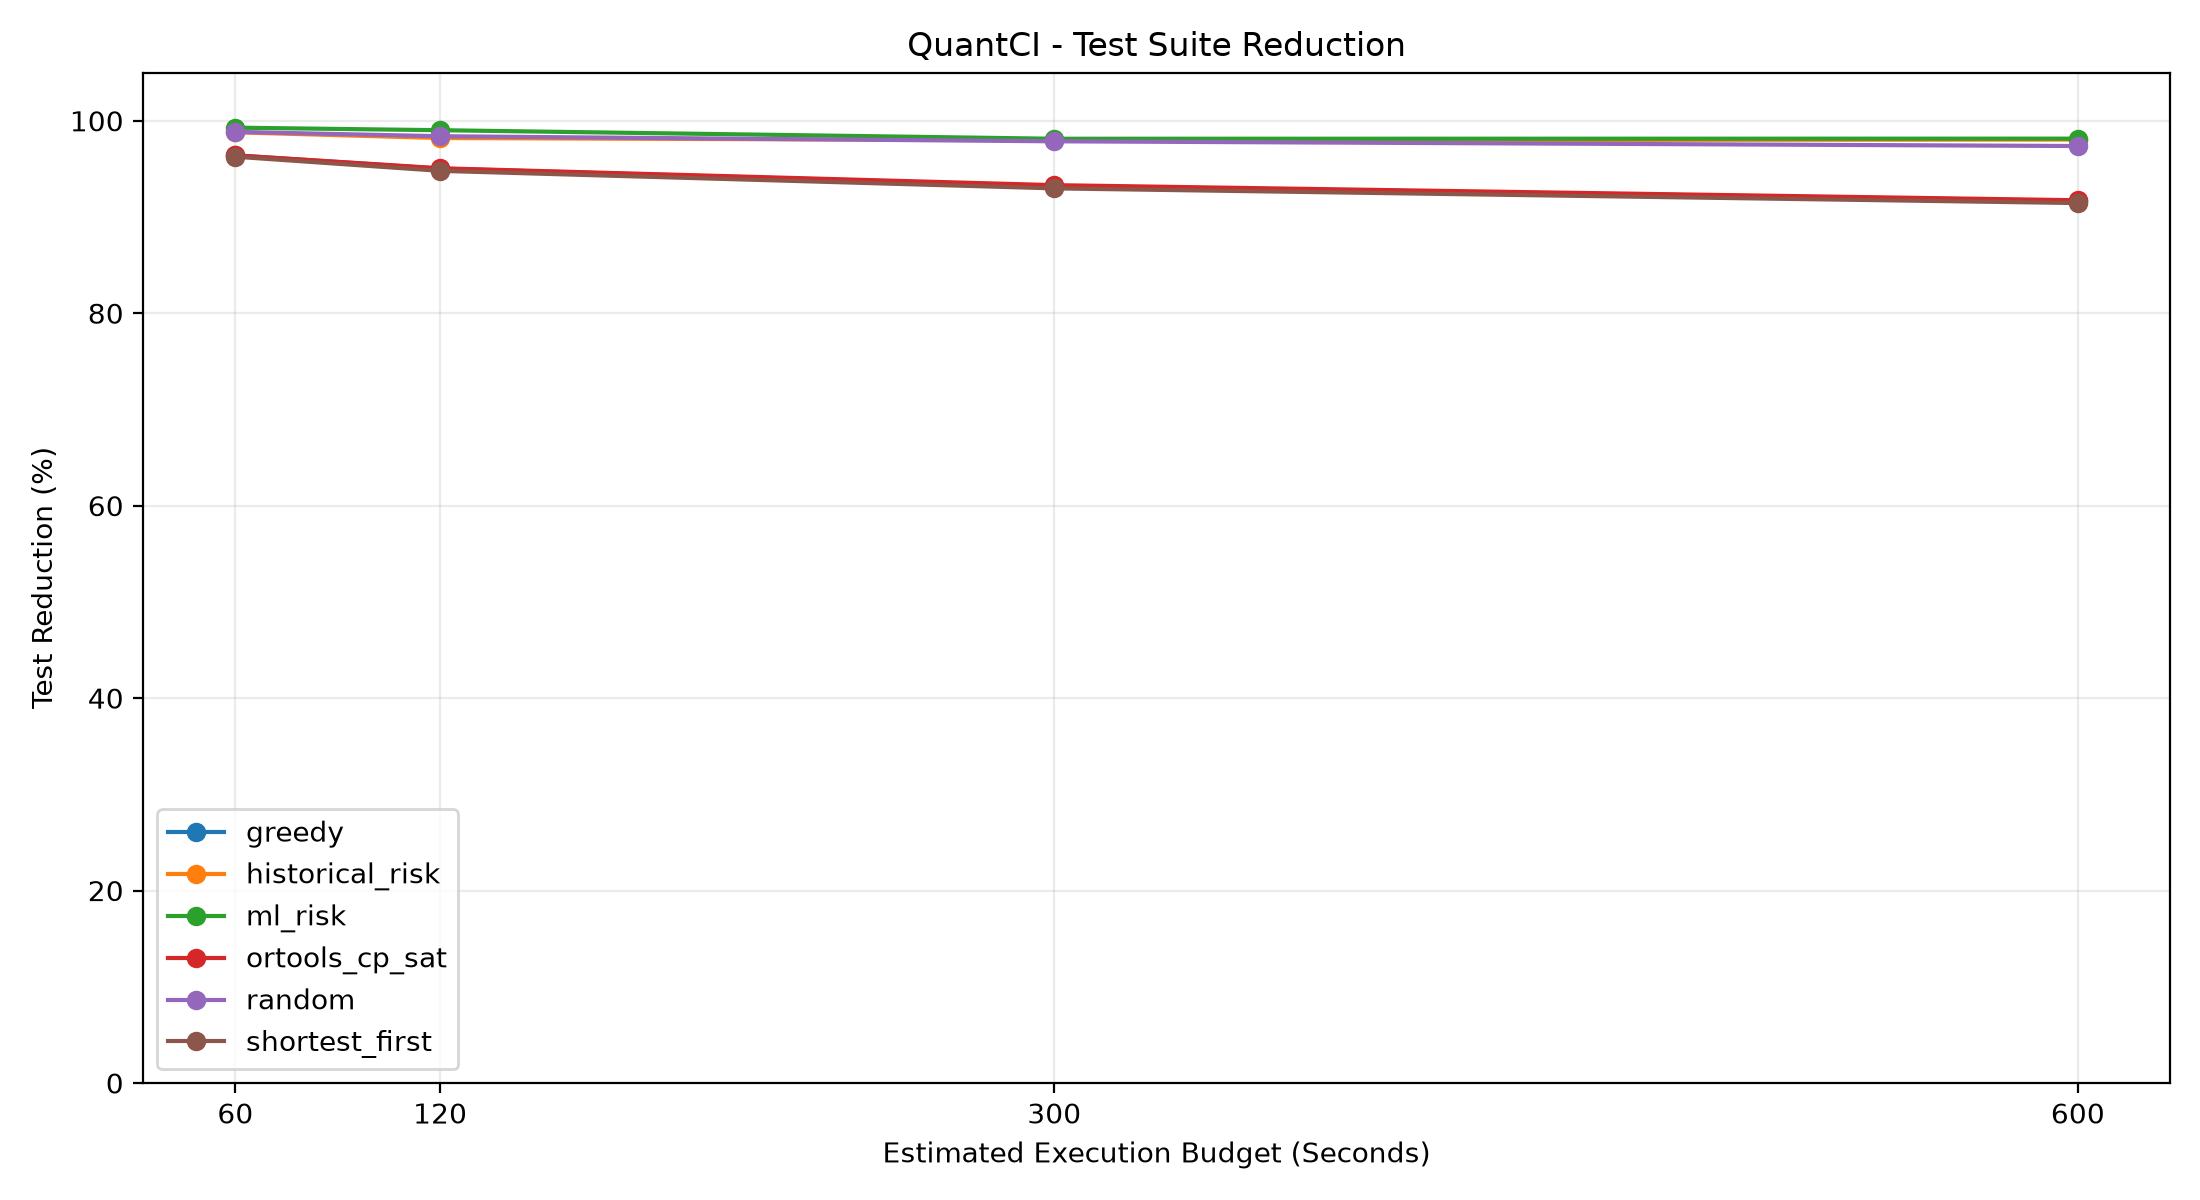 QuantCI - Test Suite Reduction
Test Reduction (%)
100
80
60
40
20
0
greedy
historical_risk
ml_risk
ortools_cp_sat
random
shortest_first
60 120 300 600
Estimated Execution Budget (Seconds)